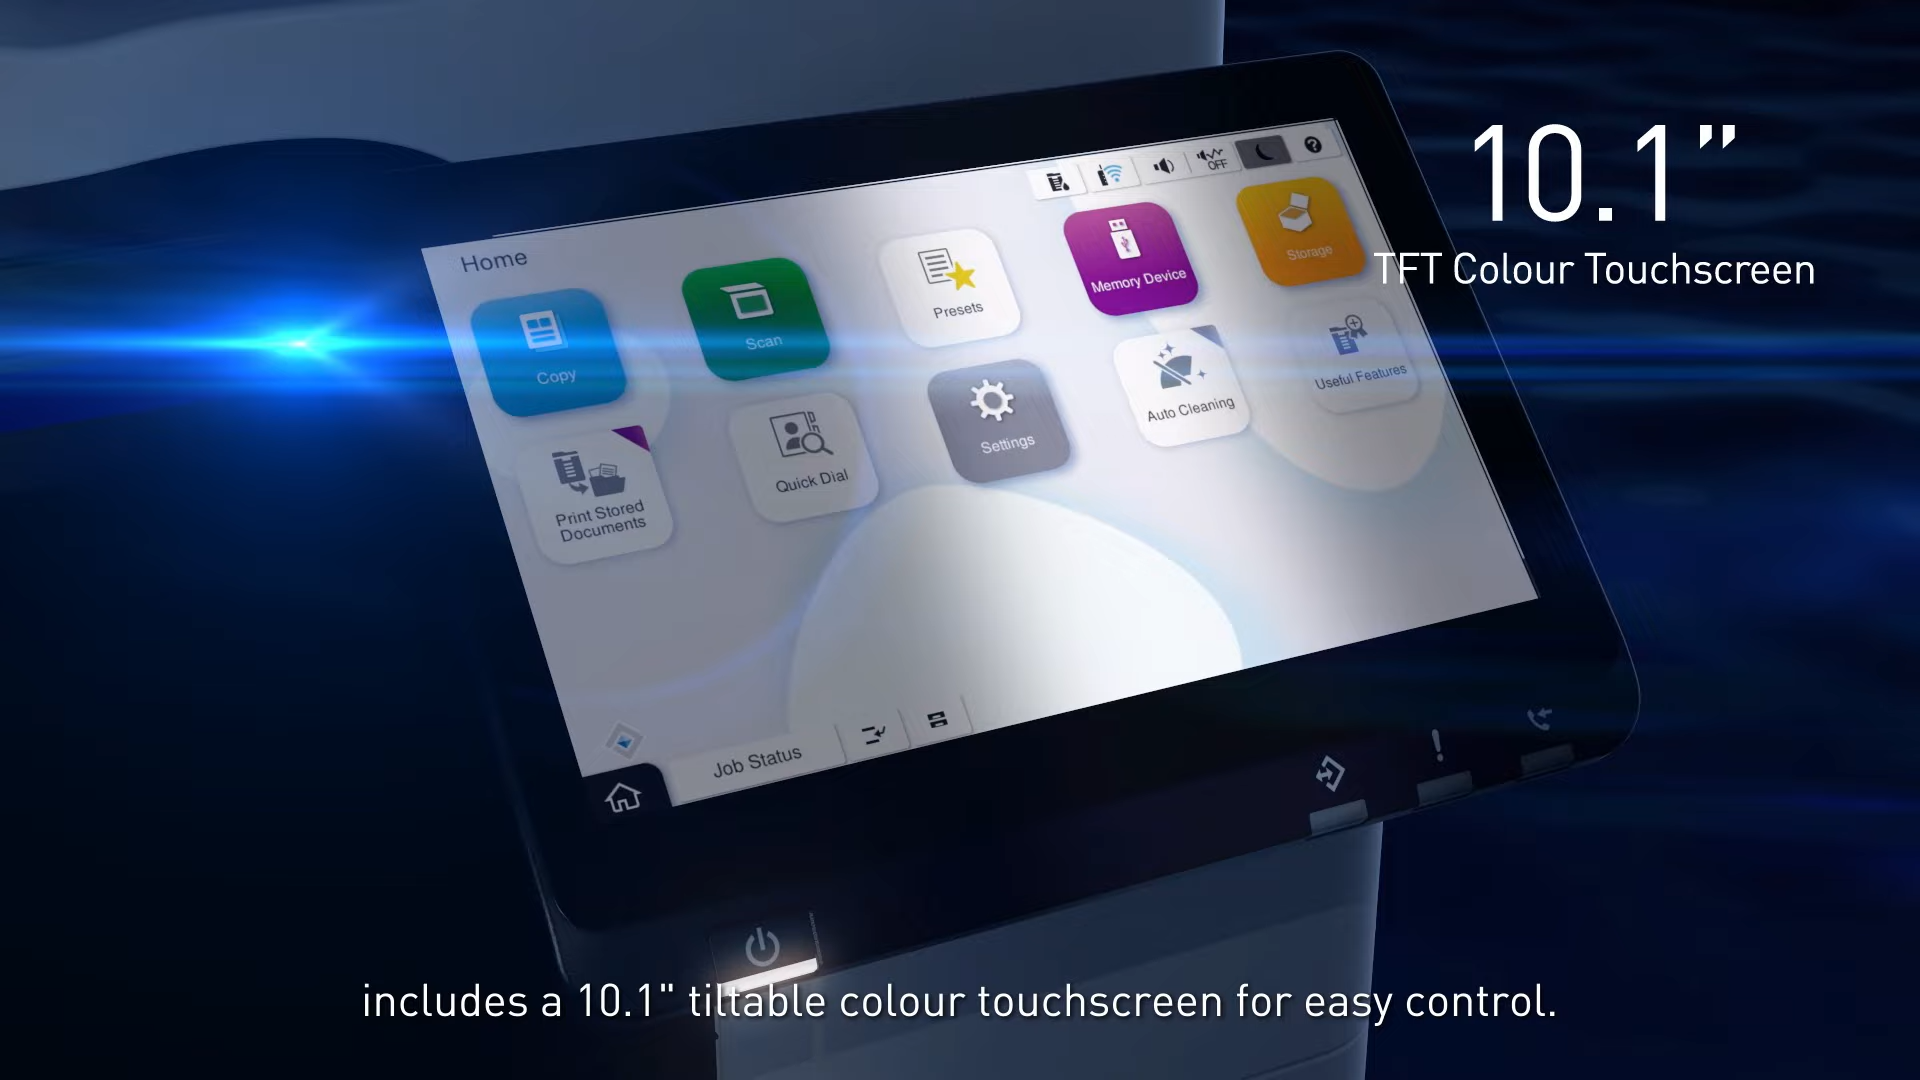 10.1”
TFT Colour Touchscreen
OFF
Home
Copy
Scan
Presets
Memory Device
Storage
Print Stored
Documents
Quick Dial
Settings
Auto Cleaning
Useful Features
Job Status
includes a 10.1" tiltable colour touchscreen for easy control.